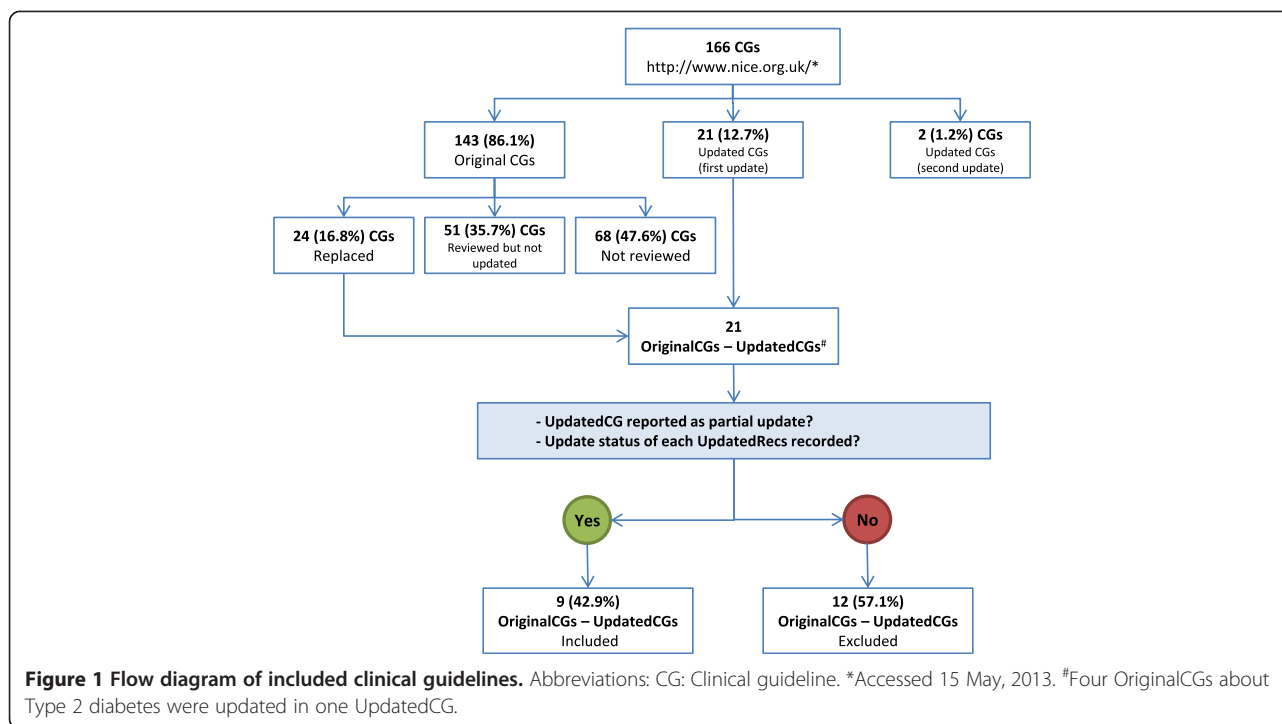 166 CGs
http://www.nice.org.uk/*
143 (86.1%)
Original CGs
21 (12.7%)
Updated CGs
(first update)
2 (1.2%) CGs
Updated CGs
(second update)
24 (16.8%) CGs
Replaced
51 (35.7%) CGs
Reviewed but not
updated
68 (47.6%) CGs
Not reviewed
21
OriginalCGs – UpdatedCGs#
- UpdatedCG reported as partial update?
- Update status of each UpdatedRecs recorded?
Yes
No
9 (42.9%)
OriginalCGs – UpdatedCGs
Included
12 (57.1%)
OriginalCGs – UpdatedCGs
Excluded
Figure 1 Flow diagram of included clinical guidelines. Abbreviations: CG: Clinical guideline. *Accessed 15 May, 2013. #Four OriginalCGs about
Type 2 diabetes were updated in one UpdatedCG.